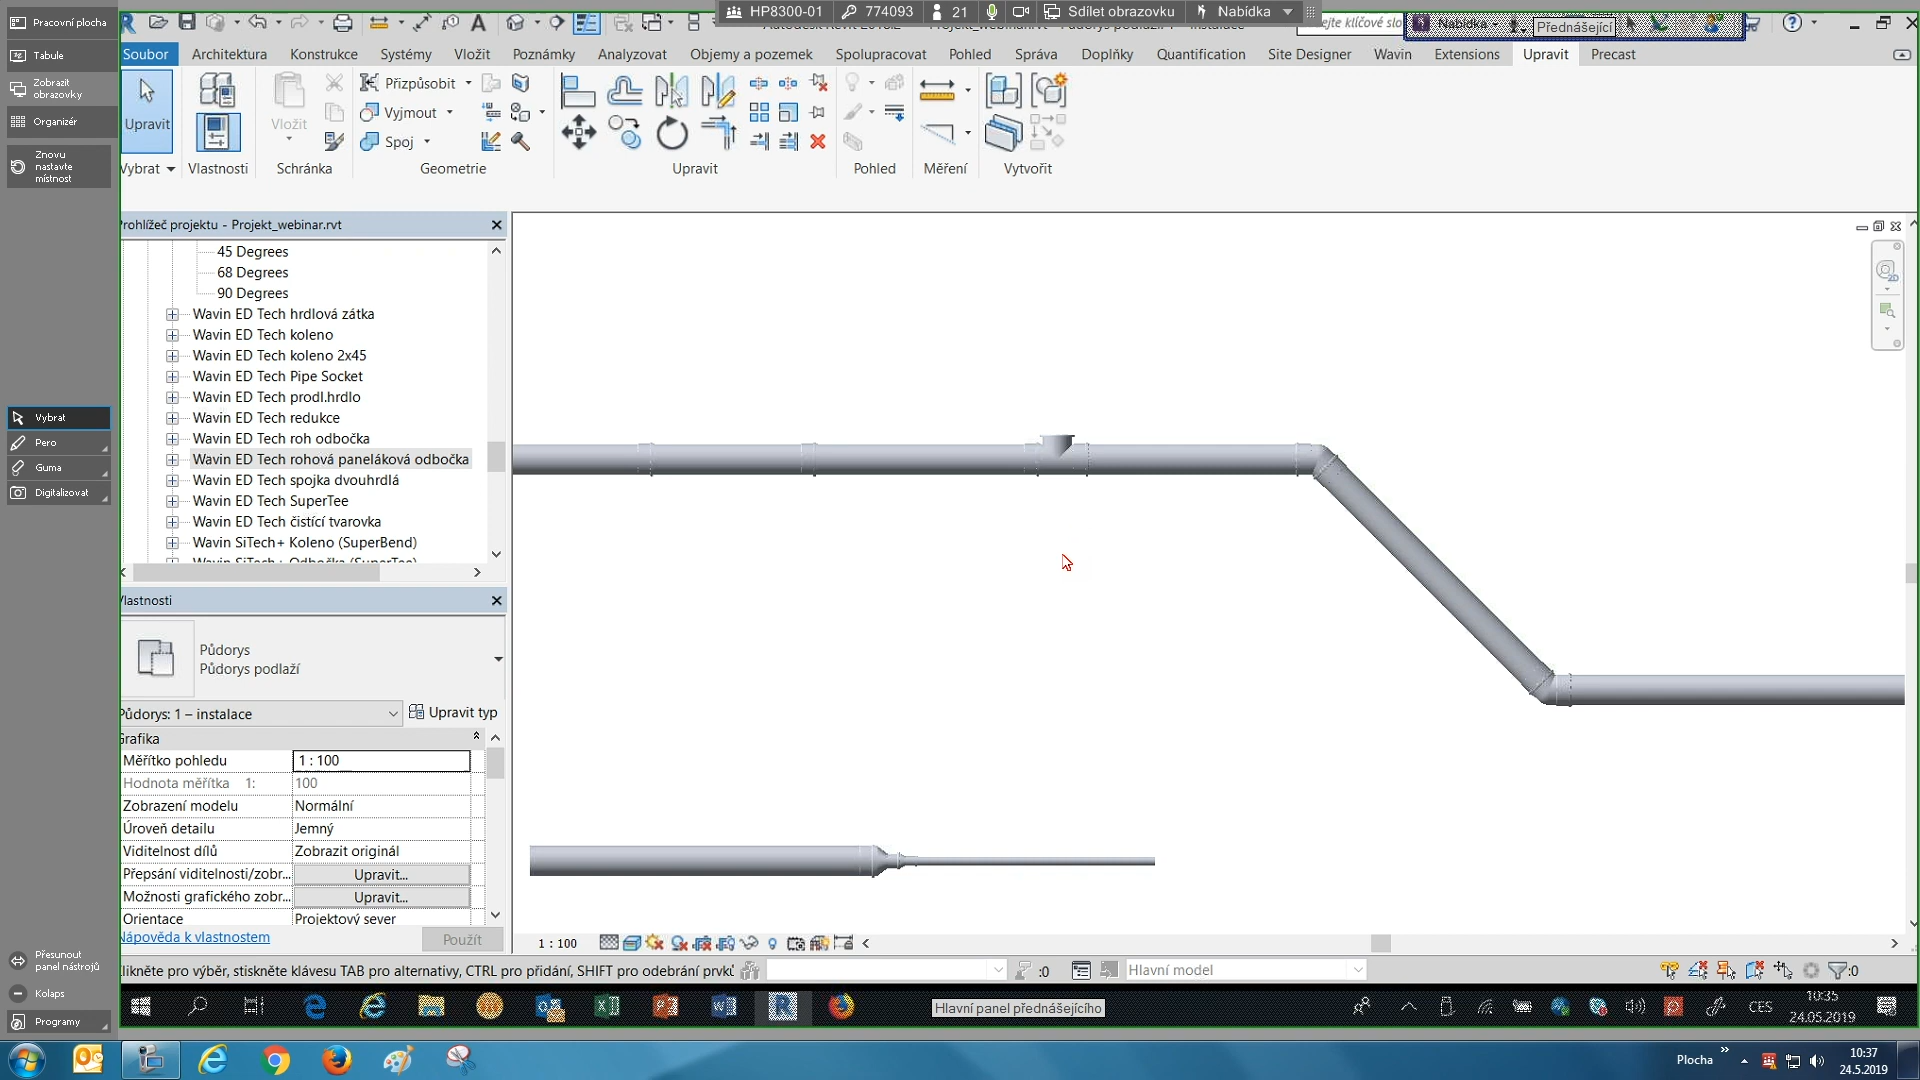 Pracovní plocha
HP8300-01
774093
21
Sdílet obrazovku
Nabídka
Nabídka
Přednášející
Tabule
Soubor
Architektura
Konstrukce
Systémy
Vložit
Poznámky
Analyzovat
Objemy a pozemek
Spolupracovat
Pohled
Správa
Doplňky
Quantification
Site Designer
Wavin
Extensions
Upravit
Precast
Zobrazit
obrazovky
Organizér
Znovu
nastavte
místnost
Upravit
Vložit
Přizpůsobit
Vyjmout
Spoj
Vybrat
Vlastnosti
Schránka
Geometrie
Upravit
Pohled
Měření
Vytvořit
Prohlížeč projektu - Projekt_webinar.rvt
45 Degrees
68 Degrees
90 Degrees
Wavin ED Tech hrdlová zátka
Wavin ED Tech koleno
Wavin ED Tech koleno 2x45
Wavin ED Tech Pipe Socket
Wavin ED Tech prodl.hrdlo
Wavin ED Tech redukce
Wavin ED Tech roh odbočka
Wavin ED Tech rohová paneláková odbočka
Wavin ED Tech spojka dvouhrdlá
Wavin ED Tech SuperTee
Wavin ED Tech čistící tvarovka
Wavin SiTech+ Koleno (SuperBend)
Wavin SiTech+ Odbočka (SuperTee)
Vybrat
Pero
Guma
Digitalizovat
Vlastnosti
Půdorys
Půdorys podlaží
Půdorys: 1 – instalace
Upravit typ
Grafika
Měřítko pohledu
1 : 100
Hodnota měřítka 1:
100
Zobrazení modelu
Normální
Úroveň detailu
Jemný
Viditelnost dílů
Zobrazit originál
Přepsání viditelnosti/zobr...
Upravit...
Možnosti grafického zobr...
Upravit...
Orientace
Projektový sever
Nápověda k vlastnostem
Použít
1 : 100
Klikněte pro výběr, stiskněte klávesu TAB pro alternativy, CTRL pro přidání, SHIFT pro odebrání prvků
:0
Hlavní model
:0
Přesunout
panel nástrojů
Kolaps
Programy
Hlavní panel přednášejícího
CES
10:35
24.05.2019
Plocha
10:37
24.5.2019